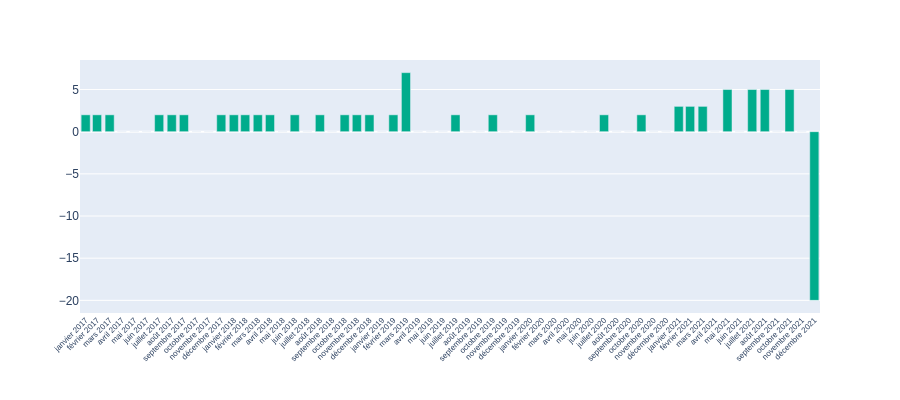 5
0
−5
−10
−15
−20
janvier 2017
février 2017
mars 2017
avril 2017
mai 2017
juin 2017
juillet 2017
août 2017
septembre 2017
octobre 2017
novembre 2017
décembre 2017
janvier 2018
février 2018
mars 2018
avril 2018
mai 2018
juin 2018
juillet 2018
août 2018
septembre 2018
octobre 2018
novembre 2018
décembre 2018
janvier 2019
février 2019
mars 2019
avril 2019
mai 2019
juin 2019
juillet 2019
août 2019
septembre 2019
octobre 2019
novembre 2019
décembre 2019
janvier 2020
février 2020
mars 2020
avril 2020
mai 2020
juin 2020
juillet 2020
août 2020
septembre 2020
octobre 2020
novembre 2020
décembre 2020
janvier 2021
février 2021
mars 2021
avril 2021
mai 2021
juin 2021
juillet 2021
août 2021
septembre 2021
octobre 2021
novembre 2021
décembre 2021